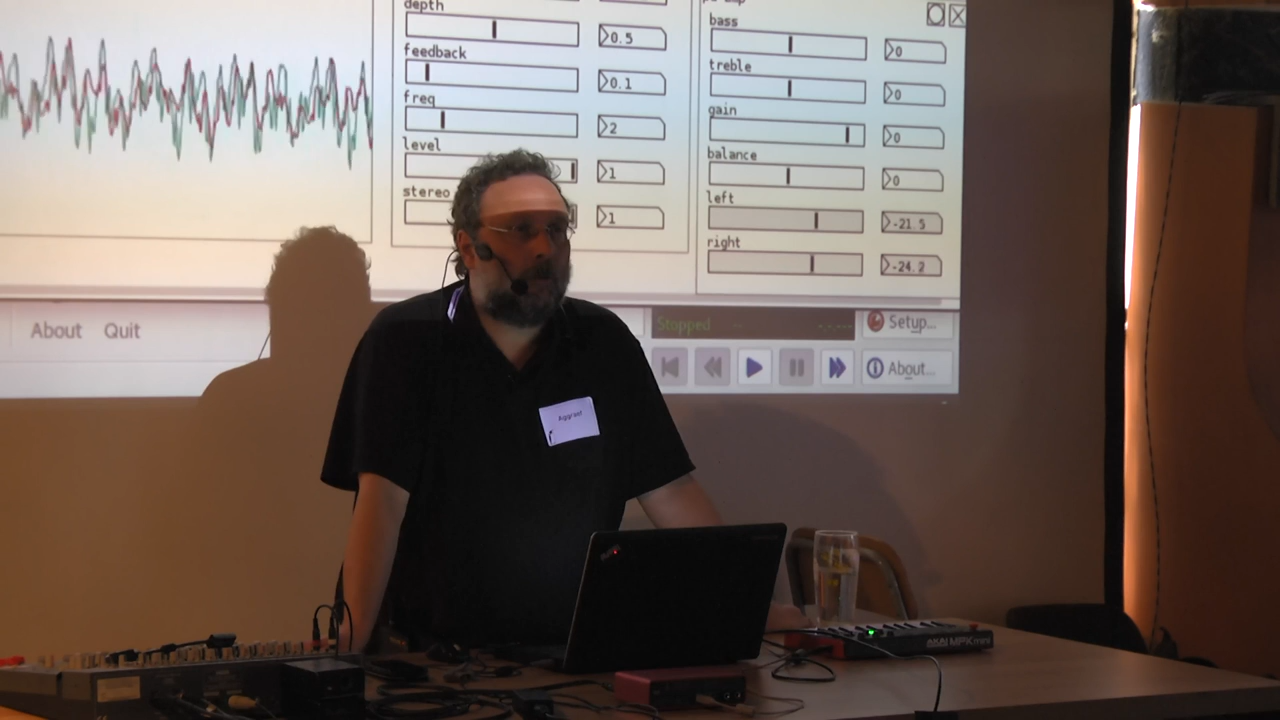 depth
0.5
feedback
0.1
freq
2
level
1
stereo
1
bass
0
treble
0
gain
0
balance
0
left
-21.5
right
-24.2
About Quit
Stopped
Setup...
About...
Aggraef
AKAI MPK mini